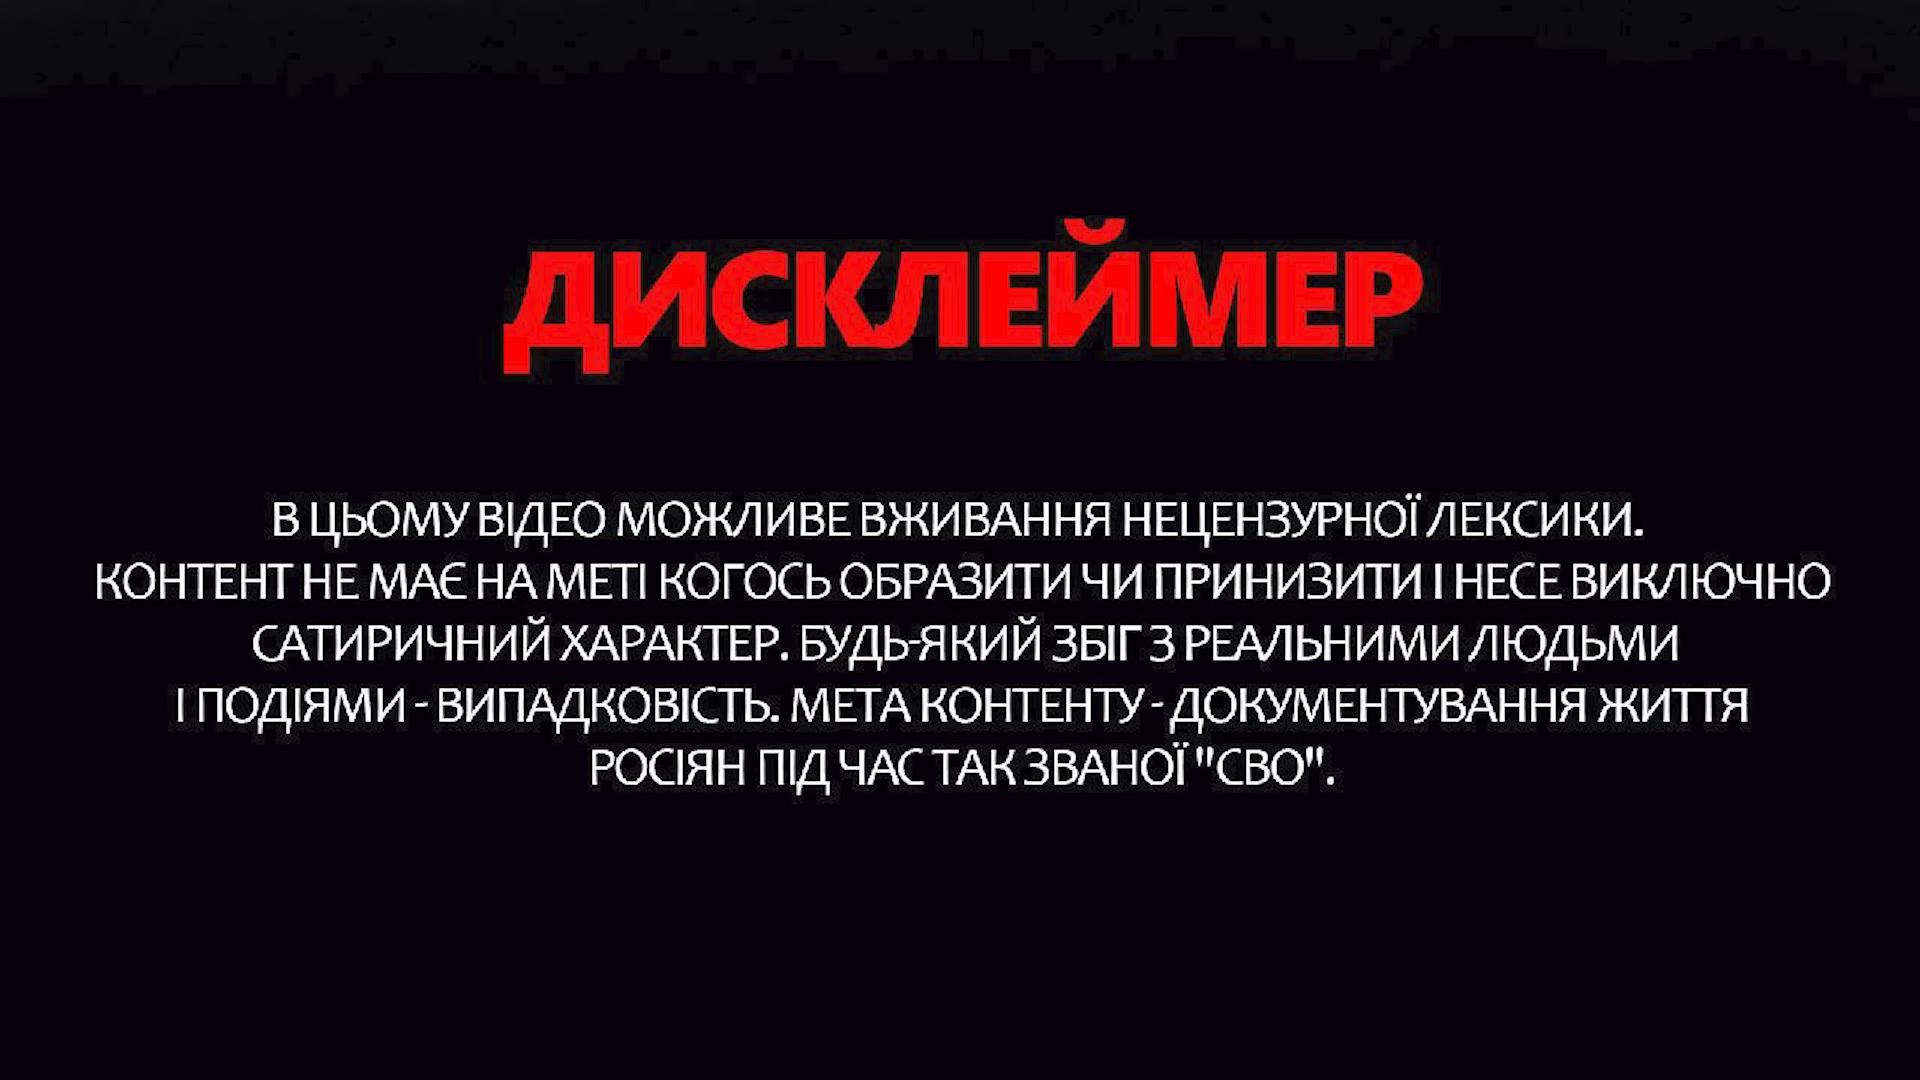 ДИСКЛЕЙМЕР
В ЦЬОМУ ВІДЕО МОЖЛИВЕ ВЖИВАННЯ НЕЦЕНЗУРНОЇ ЛЕКСИКИ.
КОНТЕНТ НЕ МАЄ НА МЕТІ КОГОСЬ ОБРАЗИТИ ЧИ ПРИНИЗИТИ І НЕСЕ ВИКЛЮЧНО
САТИРИЧНИЙ ХАРАКТЕР. БУДЬ-ЯКИЙ ЗБІГ З РЕАЛЬНИМИ ЛЮДЬМИ
І ПОДІЯМИ - ВИПАДКОВІСТЬ. МЕТА КОНТЕНТУ - ДОКУМЕНТУВАННЯ ЖИТТЯ
РОСІЯН ПІД ЧАС ТАК ЗВАНОЇ "СВО".